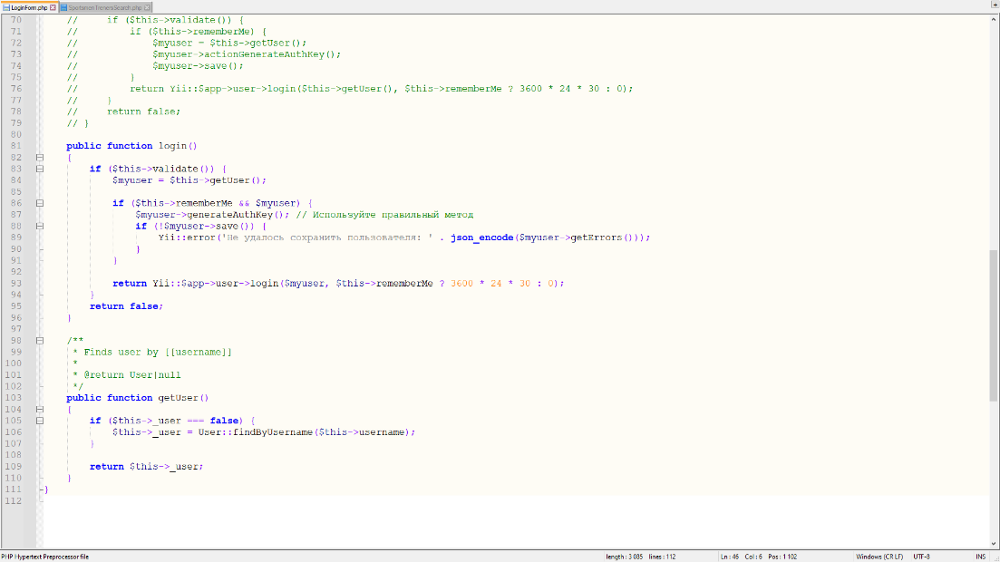 LoginForm.php SportsmenTrenersSearch.php
70 //     if ($this->validate()) {
71 //         if ($this->rememberMe) {
72 //             $myuser = $this->getUser();
73 //             $myuser->actionGenerateAuthKey();
74 //             $myuser->save();
75 //         }
76 //         return Yii::$app->user->login($this->getUser(), $this->rememberMe ? 3600 * 24 * 30 : 0);
77 //     }
78 //     return false;
79 // }
80
81 public function login()
82 {
83     if ($this->validate()) {
84         $myuser = $this->getUser();
85
86         if ($this->rememberMe && $myuser) {
87             $myuser->generateAuthKey(); // Используйте правильный метод
88             if (!$myuser->save()) {
89                 Yii::error('Не удалось сохранить пользователя: ' . json_encode($myuser->getErrors()));
90             }
91         }
92
93         return Yii::$app->user->login($myuser, $this->rememberMe ? 3600 * 24 * 30 : 0);
94     }
95     return false;
96 }
97
98 /**
99  * Finds user by [[username]]
100  *
101  * @return User|null
102  */
103 public function getUser()
104 {
105     if ($this->_user === false) {
106         $this->_user = User::findByUsername($this->username);
107     }
108
109     return $this->_user;
110 }
111 }
112
PHP Hypertext Preprocessor file length : 3 085 lines : 112 Ln : 46 Col : 6 Pos : 1 102 Windows (CR LF) UTF-8 INS